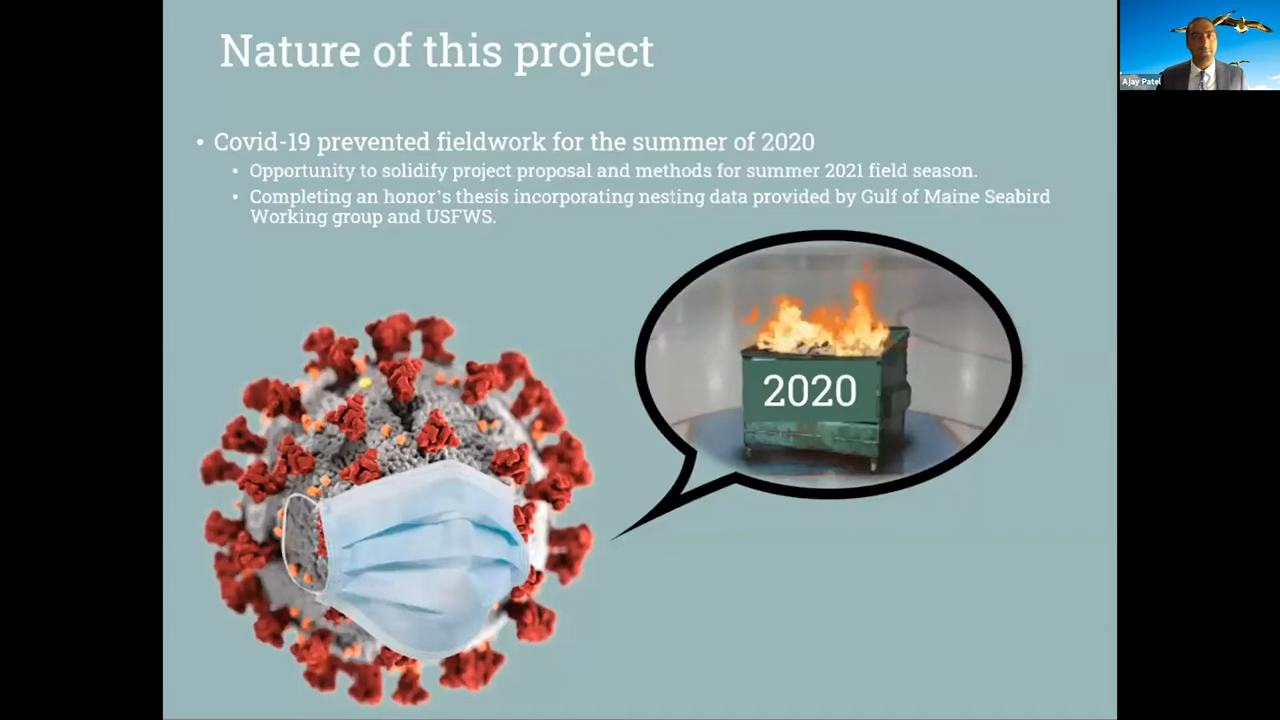 Nature of this project
Ajay Patel
• Covid-19 prevented fieldwork for the summer of 2020
• Opportunity to solidify project proposal and methods for summer 2021 field season.
• Completing an honor's thesis incorporating nesting data provided by Gulf of Maine Seabird
Working group and USFWS.
2020